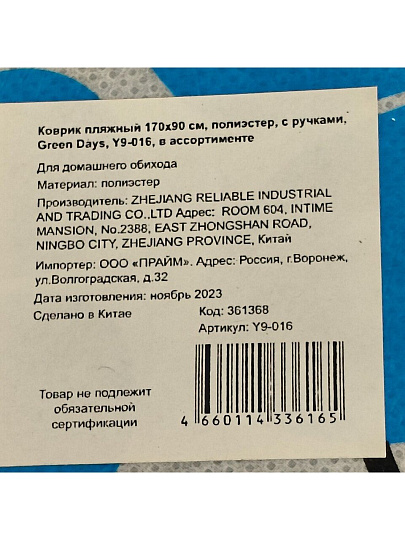 Коврик пляжный 170х90 см, полиэстер, с ручками,
Green Days, Y9-016, в ассортименте
Для домашнего обихода
Материал: полиэстер
Производитель: ZHEJIANG RELIABLE INDUSTRIAL
AND TRADING CO.,LTD Адрес: ROOM 604, INTIME
MANSION, No.2388, EAST ZHONGSHAN ROAD,
NINGBO CITY, ZHEJIANG PROVINCE, Китай
Импортер: ООО «ПРАЙМ». Адрес: Россия, г.Воронеж,
ул.Волгоградская, д.32
Дата изготовления: ноябрь 2023
Сделано в Китае
Код: 361368
Артикул: Y9-016
Товар не подлежит
обязательной
сертификации
4 660114 336165